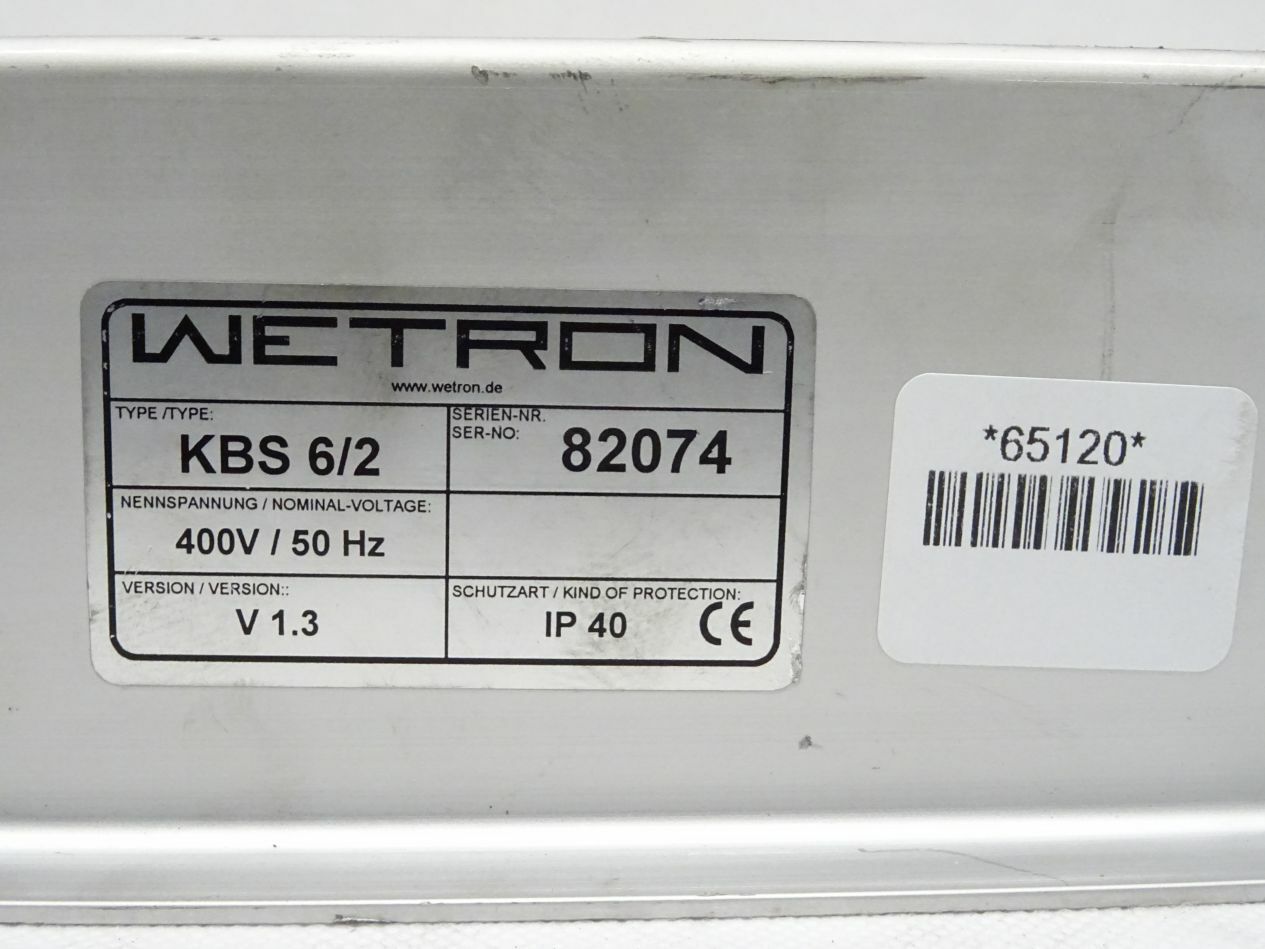 WETRON
www.wetron.de
TYPE /TYPE:
KBS 6/2
SERIEN-NR.
SER-NO:
82074
NENNSPANNUNG / NOMINAL-VOLTAGE:
400V / 50 Hz
VERSION / VERSION::
V 1.3
SCHUTZART / KIND OF PROTECTION:
IP 40 CE
*65120*